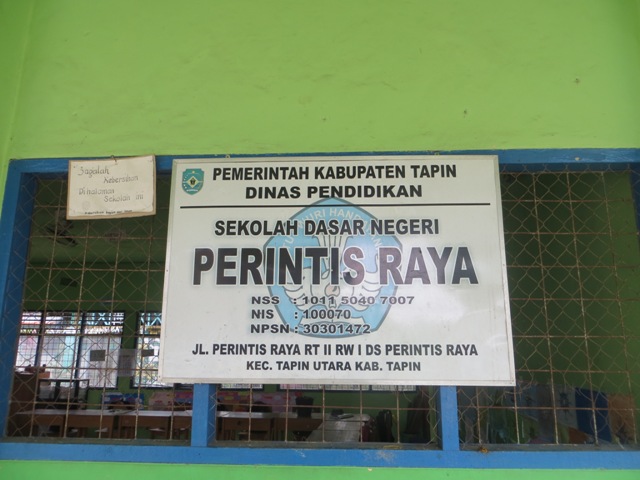 Jagalah
Kebersihan
Dihalaman
Sekolah ini
PEMERINTAH KABUPATEN TAPIN
DINAS PENDIDIKAN
SEKOLAH DASAR NEGERI
PERINTIS RAYA
NSS : 1011 5040 7007
NIS : 100070
NPSN : 30301472
JL. PERINTIS RAYA RT II RW I DS PERINTIS RAYA
KEC. TAPIN UTARA KAB. TAPIN